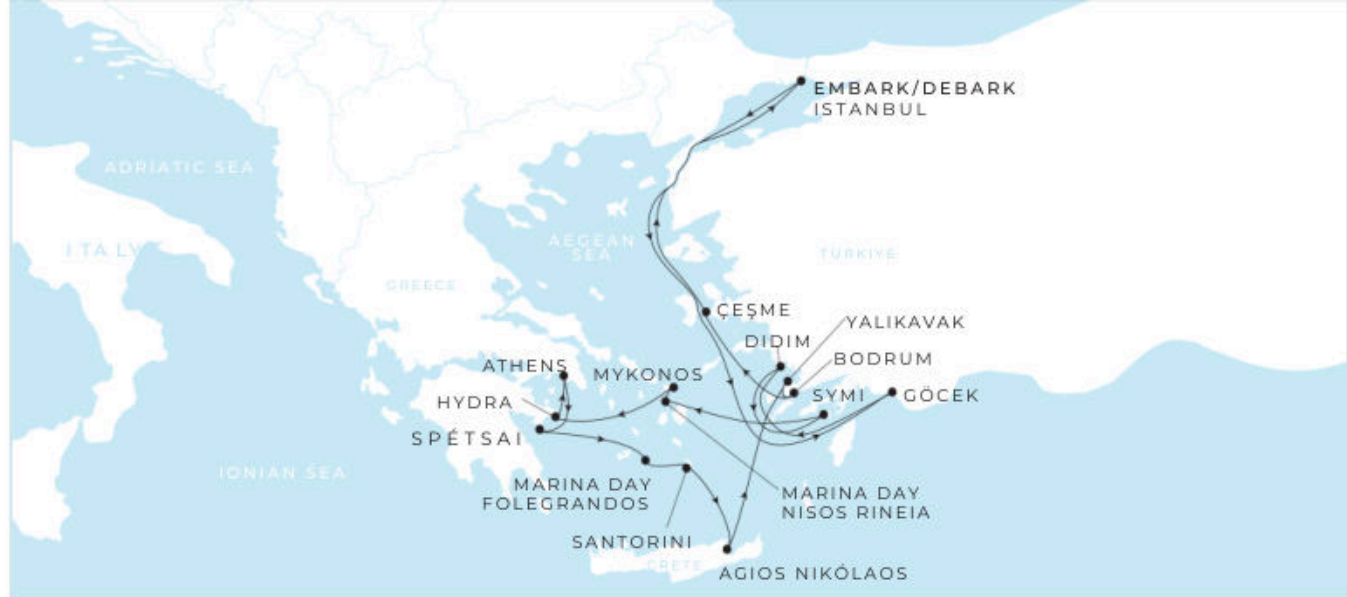 EMBARK/DEBARK
ISTANBUL
ADRIATIC SEA
ITALY
AEGEAN
SEA
TÜRKIYE
GREECE
ÇEŞME
YALIKAVAK
DIDIM
BODRUM
ATHENS
MYKONOS
SYMI
GÖCEK
HYDRA
SPÉTSAI
IONIAN SEA
MARINA DAY
FOLEGRANDOS
MARINA DAY
NISOS RINEIA
SANTORINI
CRETE
AGIOS NIKÓLAOS